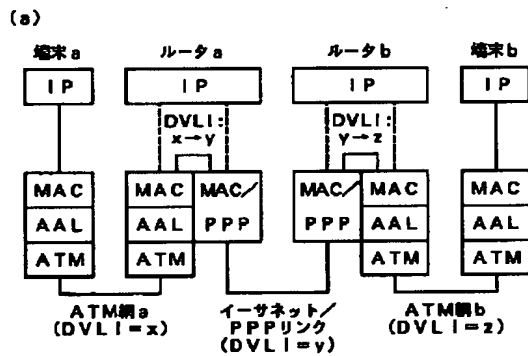 (a)
端末a ルータa ルータb 端末b
IP IP IP IP
DVLI: DVLI:
x→y y→z
MAC MAC MAC/ MAC/ MAC MAC
AAL AAL PPP PPP AAL AAL
ATM ATM ATM ATM
ATM網a イーサネット/ ATM網b
(DVLI=x) PPPリンク (DVLI=z)
(DVLI=y)